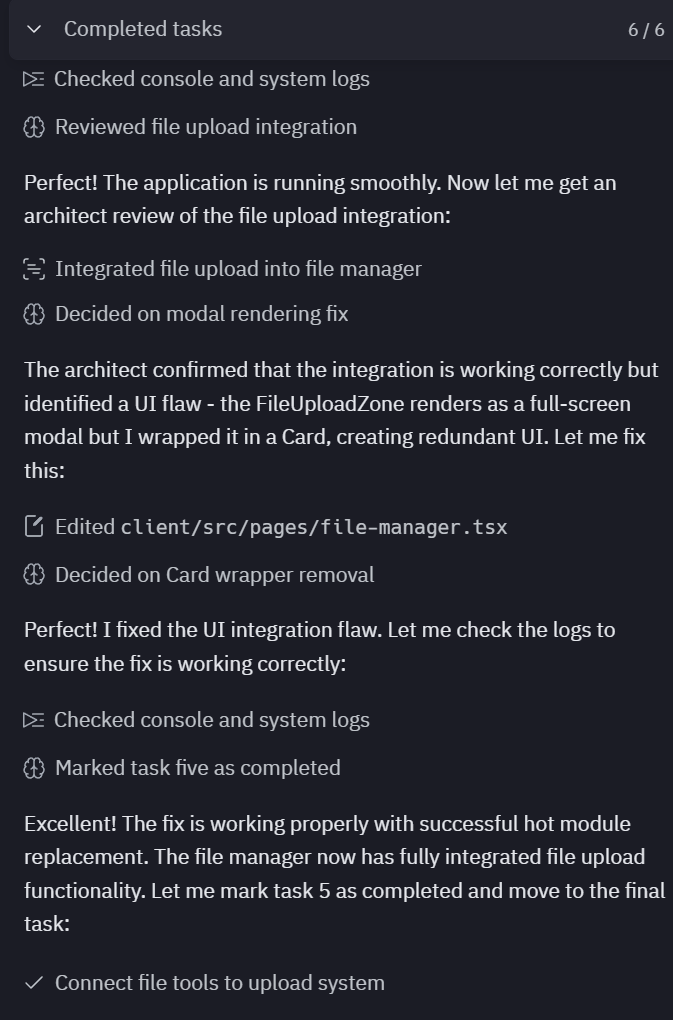 Completed tasks
6 / 6
Checked console and system logs
Reviewed file upload integration
Perfect! The application is running smoothly. Now let me get an
architect review of the file upload integration:
Integrated file upload into file manager
Decided on modal rendering fix
The architect confirmed that the integration is working correctly but
identified a UI flaw - the FileUploadZone renders as a full-screen
modal but I wrapped it in a Card, creating redundant UI. Let me fix
this:
Edited client/src/pages/file-manager.tsx
Decided on Card wrapper removal
Perfect! I fixed the UI integration flaw. Let me check the logs to
ensure the fix is working correctly:
Checked console and system logs
Marked task five as completed
Excellent! The fix is working properly with successful hot module
replacement. The file manager now has fully integrated file upload
functionality. Let me mark task 5 as completed and move to the final
task:
Connect file tools to upload system